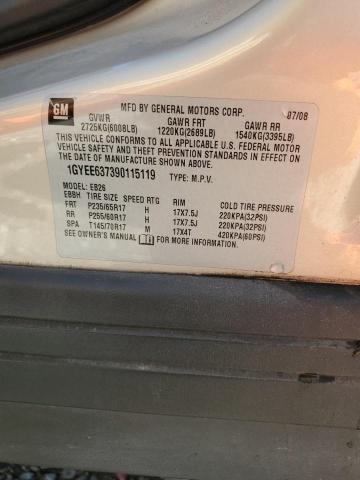 GM
MFD BY GENERAL MOTORS CORP. 07/08
GVWR GAWR FRT GAWR RR
2725KG(6008LB) 1220KG(2689LB) 1540KG(3395LB)
THIS VEHICLE CONFORMS TO ALL APPLICABLE U.S. FEDERAL MOTOR
VEHICLE SAFETY AND THEFT PREVENTION STANDARDS IN EFFECT ON
THE DATE OF MANUFACTURE SHOWN ABOVE.
1GYEE637390115119 TYPE: M.P.V.
MODEL: EB26
EBBH TIRE SIZE SPEED RTG RIM COLD TIRE PRESSURE
FRT P235/65R17 H 17X7.5J 220KPA(32PSI)
RR P255/60R17 H 17X7.5J 220KPA(32PSI)
SPA T145/70R17 M 17X4T 420KPA(60PSI)
SEE OWNER'S MANUAL FOR MORE INFORMATION